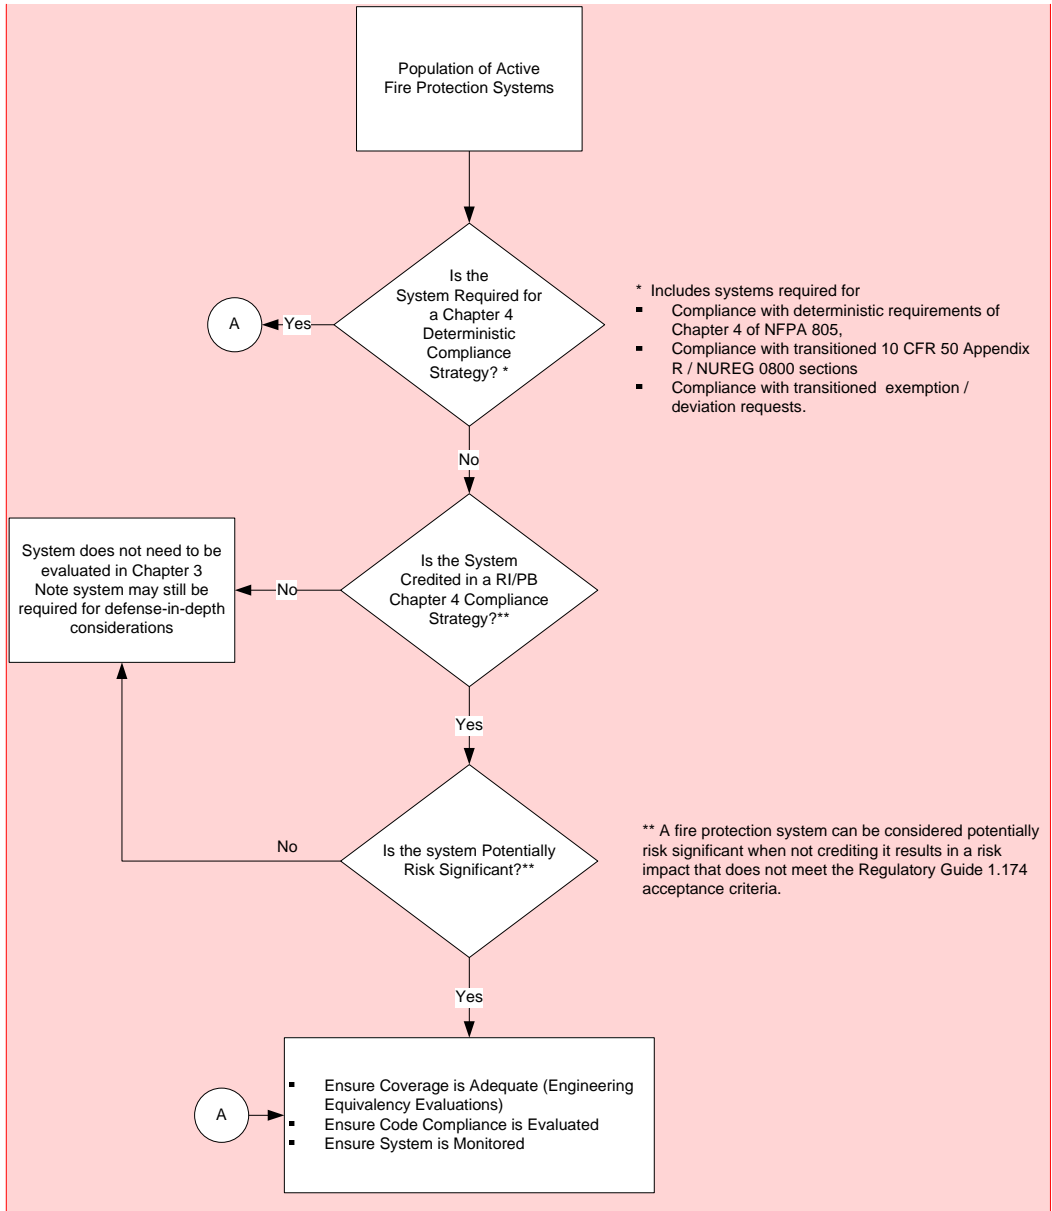 Population of Active
Fire Protection Systems
Is the
System Required for
a Chapter 4
Deterministic
Compliance
Strategy? *
Yes
A
* Includes systems required for
▪ Compliance with deterministic requirements of
Chapter 4 of NFPA 805,
▪ Compliance with transitioned 10 CFR 50 Appendix
R / NUREG 0800 sections
▪ Compliance with transitioned exemption /
deviation requests.
No
Is the System
Credited in a RI/PB
Chapter 4 Compliance
Strategy?**
No
System does not need to be
evaluated in Chapter 3
Note system may still be
required for defense-in-depth
considerations
Yes
Is the system Potentially
Risk Significant?**
No
** A fire protection system can be considered potentially
risk significant when not crediting it results in a risk
impact that does not meet the Regulatory Guide 1.174
acceptance criteria.
Yes
A
▪ Ensure Coverage is Adequate (Engineering
Equivalency Evaluations)
▪ Ensure Code Compliance is Evaluated
▪ Ensure System is Monitored